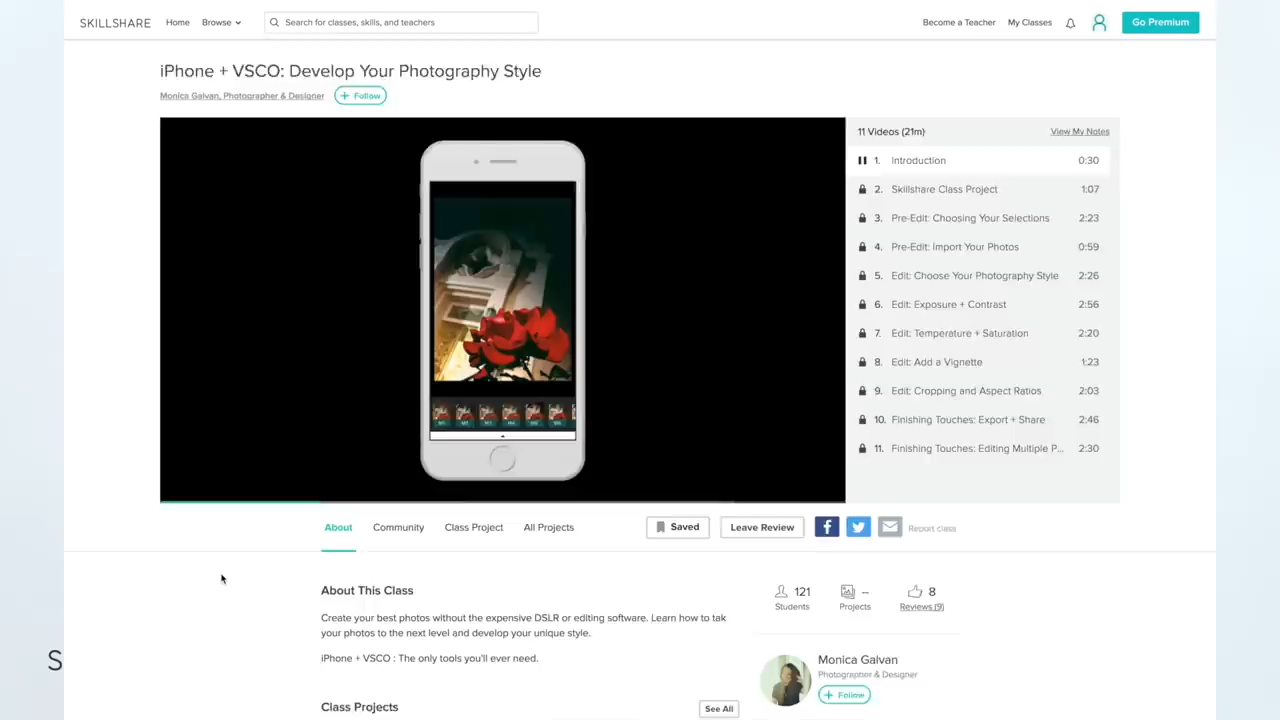 SKILLSHARE Home Browse Search for classes, skills, and teachers Become a Teacher My Classes Go Premium
iPhone + VSCO: Develop Your Photography Style
Monica Galvan, Photographer & Designer + Follow
11 Videos (21m) View My Notes
1. Introduction 0:30
2. Skillshare Class Project 1:07
3. Pre-Edit: Choosing Your Selections 2:23
4. Pre-Edit: Import Your Photos 0:59
5. Edit: Choose Your Photography Style 2:26
6. Edit: Exposure + Contrast 2:56
7. Edit: Temperature + Saturation 2:20
8. Edit: Add a Vignette 1:23
9. Edit: Cropping and Aspect Ratios 2:03
10. Finishing Touches: Export + Share 2:46
11. Finishing Touches: Editing Multiple P... 2:30
About Community Class Project All Projects Saved Leave Review Report class
About This Class
121 -- 8
Students Projects Reviews (9)
Create your best photos without the expensive DSLR or editing software. Learn how to tak
your photos to the next level and develop your unique style.
iPhone + VSCO : The only tools you'll ever need.
Monica Galvan
Photographer & Designer
+ Follow
S
Class Projects See All